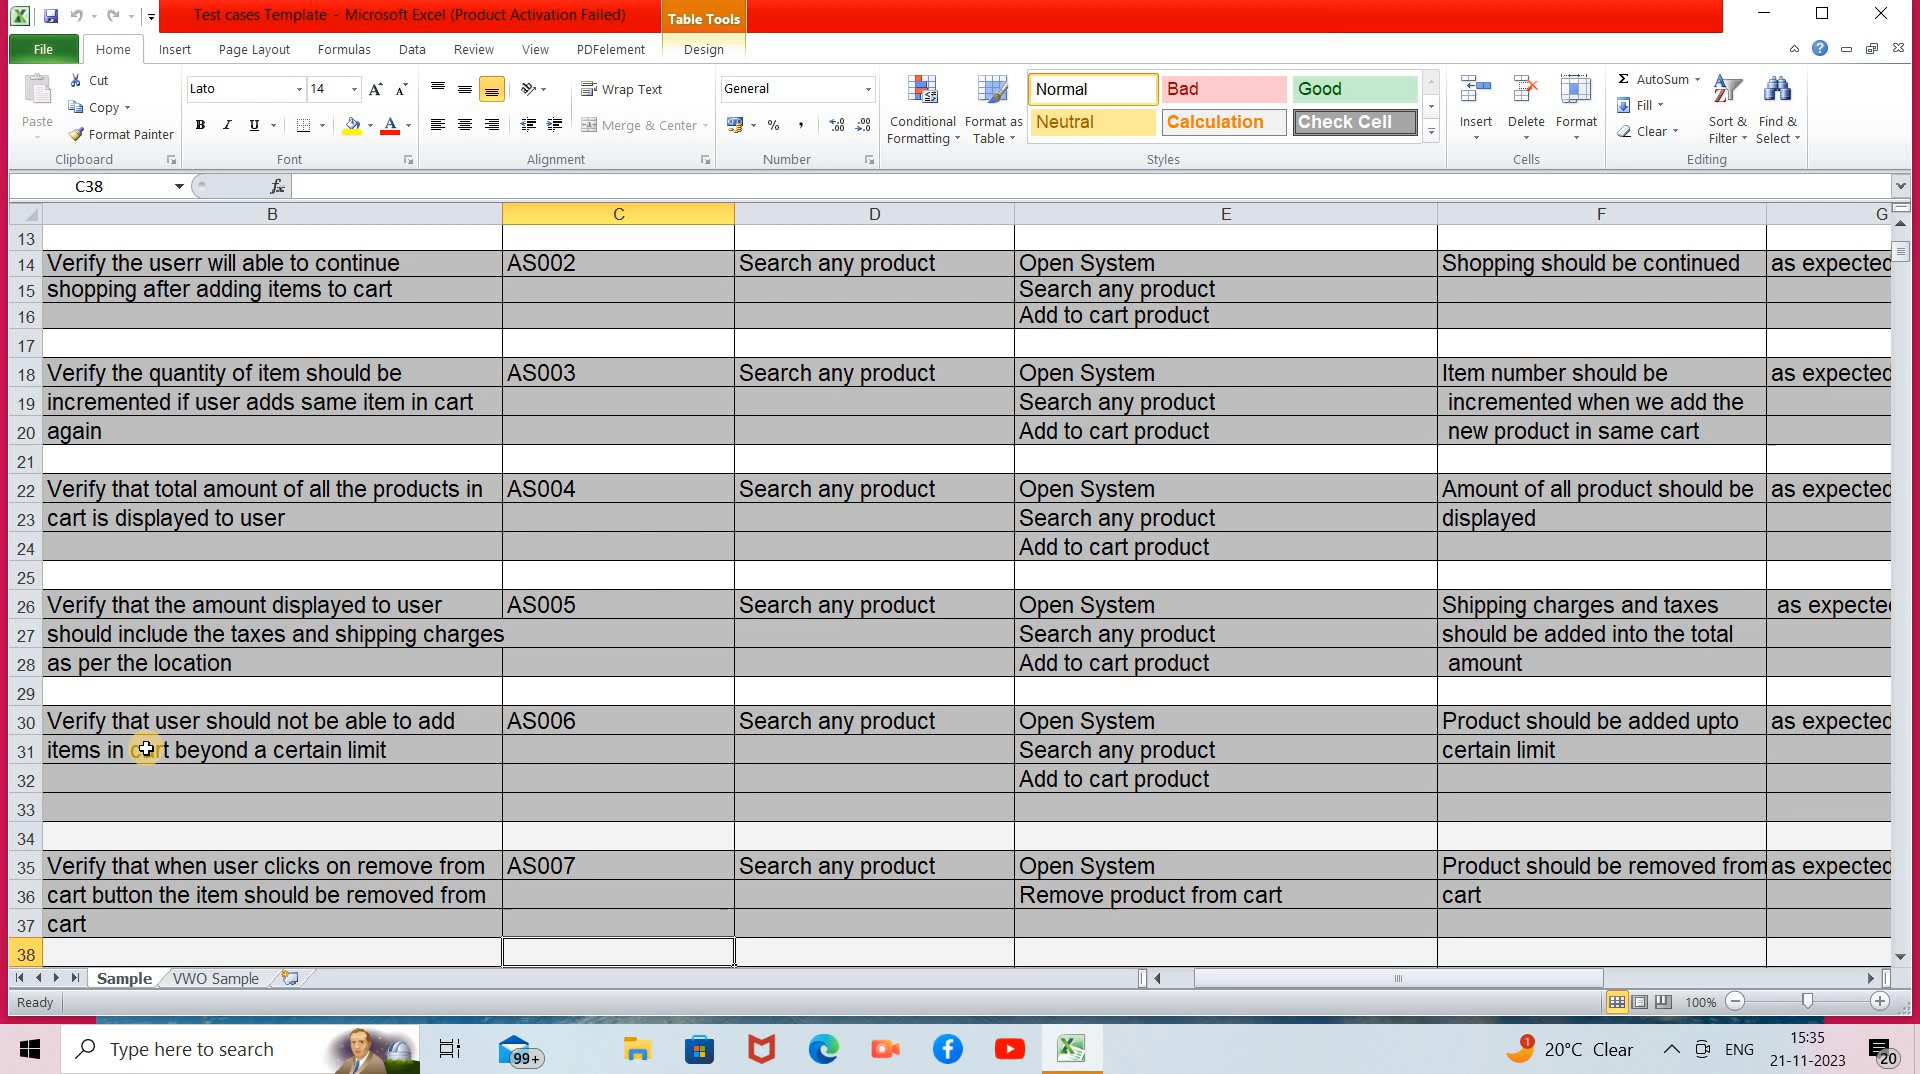 Test cases Template - Microsoft Excel (Product Activation Failed)
Table Tools
File Home Insert Page Layout Formulas Data Review View PDFelement Design
Cut
Copy
Format Painter
Paste
Clipboard
Lato 14
B I U
Font
Wrap Text
Merge & Center
Alignment
General
Number
Conditional Formatting
Format as Table
Normal Bad Good
Neutral Calculation Check Cell
Styles
Insert Delete Format
Cells
AutoSum
Fill
Clear
Sort & Filter
Find & Select
Editing
C38 fx
B C D E F G
13
14 Verify the userr will able to continue AS002 Search any product Open System Shopping should be continued as expected
15 shopping after adding items to cart Search any product
16 Add to cart product
17
18 Verify the quantity of item should be AS003 Search any product Open System Item number should be as expected
19 incremented if user adds same item in cart Search any product incremented when we add the
20 again Add to cart product new product in same cart
21
22 Verify that total amount of all the products in AS004 Search any product Open System Amount of all product should be as expected
23 cart is displayed to user Search any product displayed
24 Add to cart product
25
26 Verify that the amount displayed to user AS005 Search any product Open System Shipping charges and taxes as expecte
27 should include the taxes and shipping charges Search any product should be added into the total
28 as per the location Add to cart product amount
29
30 Verify that user should not be able to add AS006 Search any product Open System Product should be added upto as expected
31 items in cart beyond a certain limit Search any product certain limit
32 Add to cart product
33
34
35 Verify that when user clicks on remove from AS007 Search any product Open System Product should be removed from as expected
36 cart button the item should be removed from Remove product from cart cart
37 cart
38
Sample VWO Sample
Ready 100%
Type here to search 99+ 1 20°C Clear ENG 15:35
21-11-2023 20